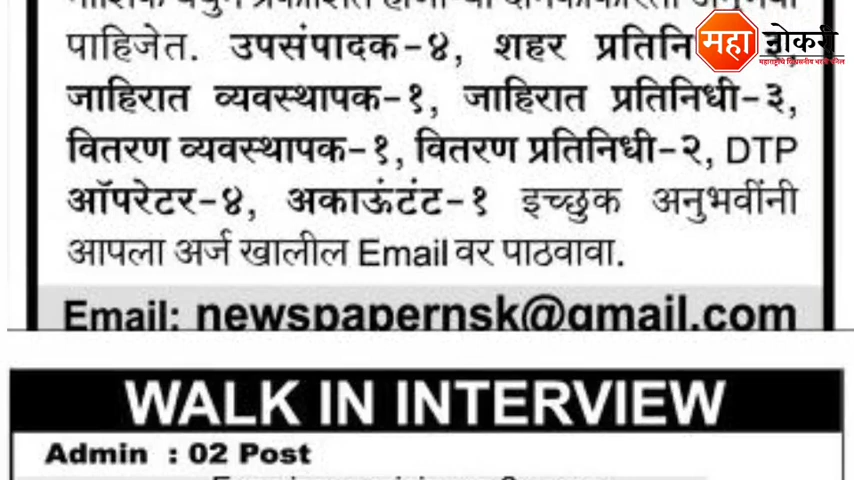 पाहिजेत. उपसंपादक-४, शहर
जाहिरात व्यवस्थापक-१, जाहिरात प्रतिनिधी-३,
वितरण व्यवस्थापक-१, वितरण प्रतिनिधी-२, DTP
ऑपरेटर-४, अकाऊंटंट-१ इच्छुक अनुभवींनी
आपला अर्ज खालील Email वर पाठवावा.
Email: newspapernsk@gmail.com
WALK IN INTERVIEW
Admin : 02 Post
महा नोकरी